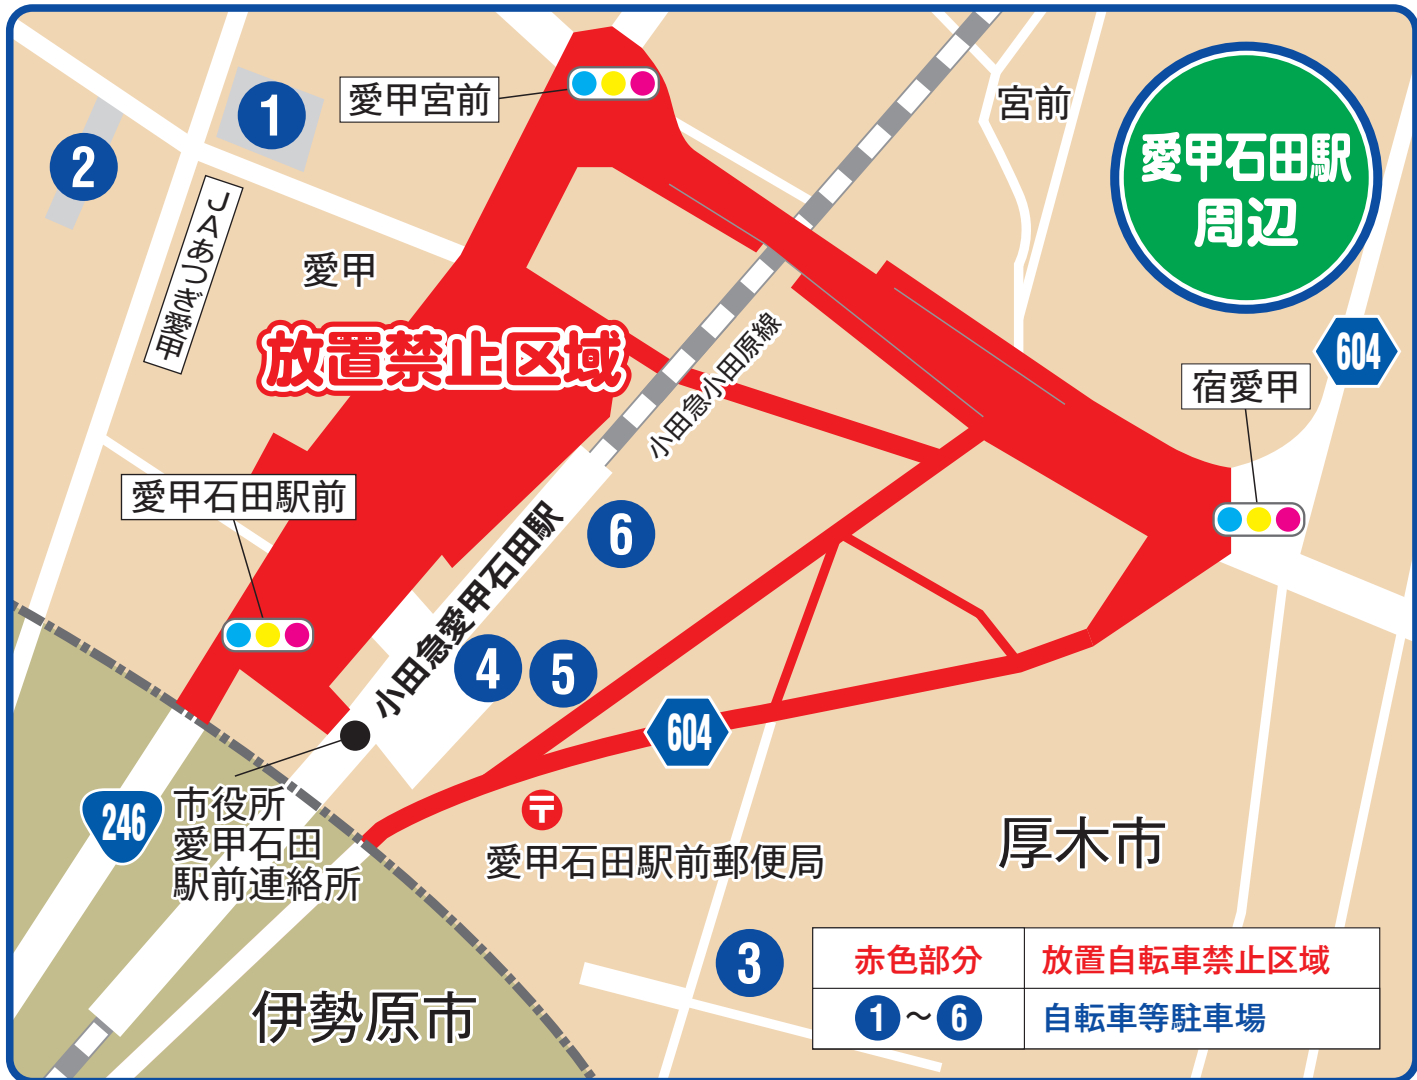 愛甲石田駅
周辺
愛甲宮前
宮前
1
2
JAあつぎ愛甲
愛甲
放置禁止区域
小田急小田原線
604
宿愛甲
愛甲石田駅前
小田急愛甲石田駅
6
4
5
604
246
市役所
愛甲石田
駅前連絡所
〒
愛甲石田駅前郵便局
厚木市
伊勢原市
3
赤色部分 放置自転車禁止区域
1~6 自転車等駐車場